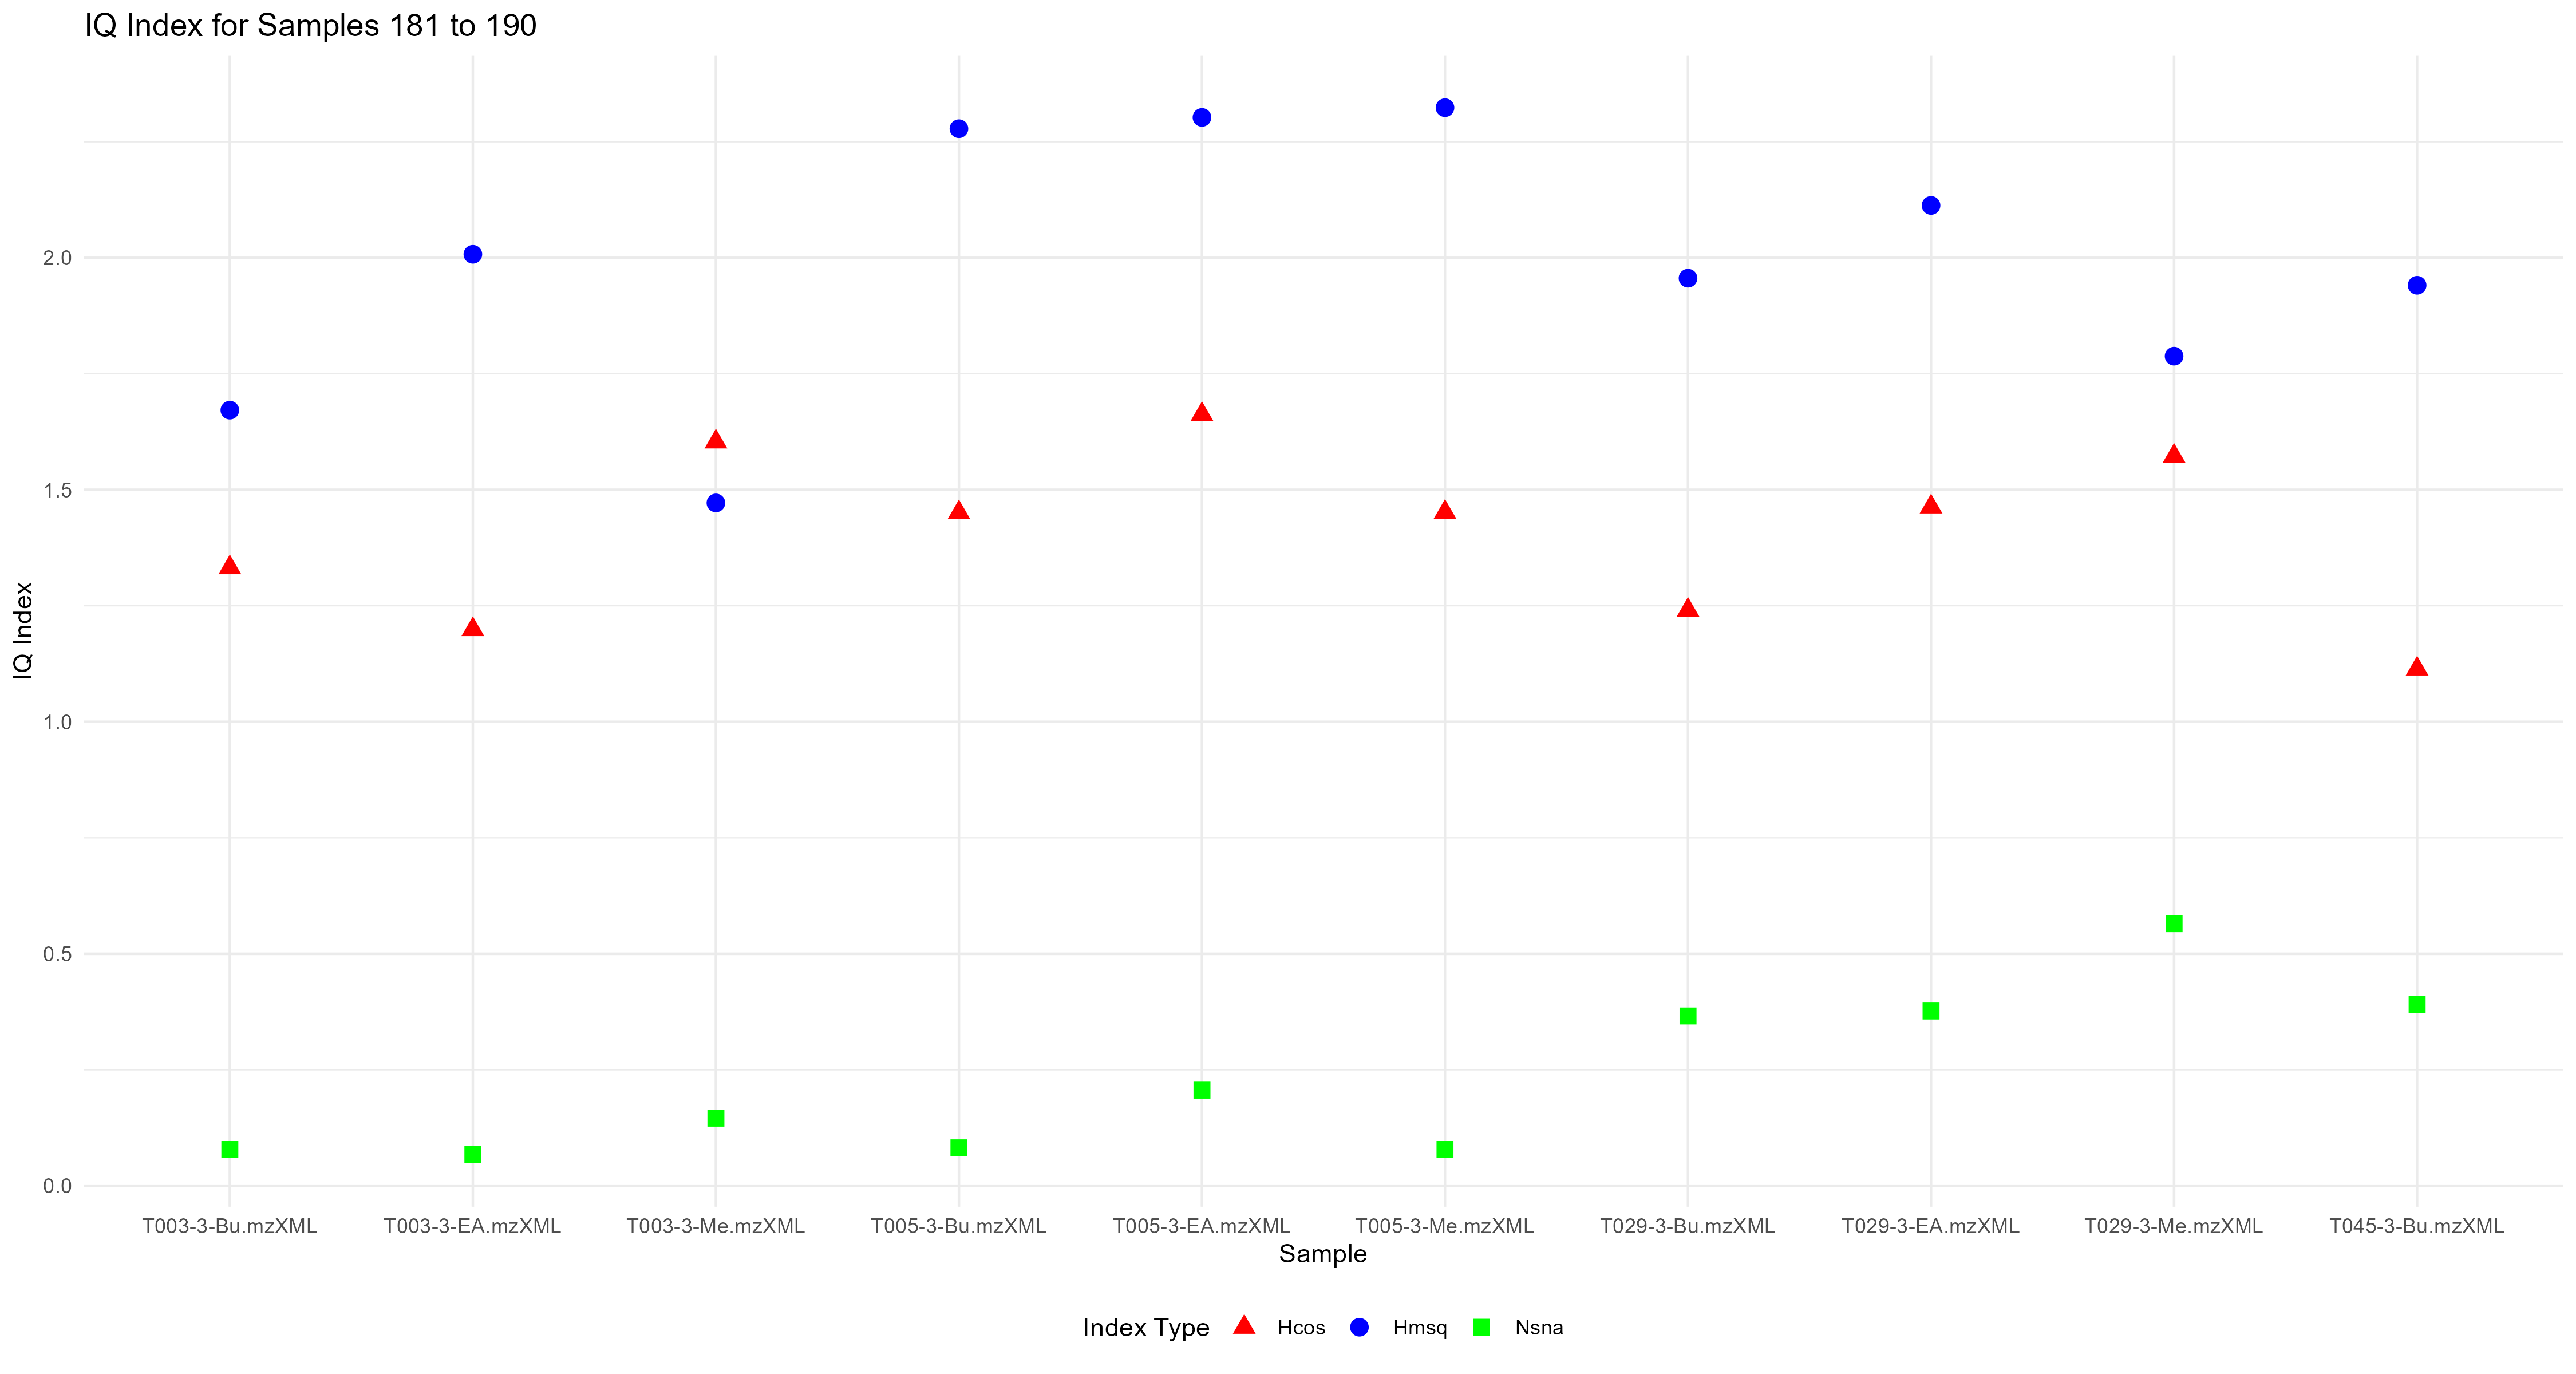 IQ Index for Samples 181 to 190
IQ Index
2.0
1.5
1.0
0.5
0.0
T003-3-Bu.mzXML T003-3-EA.mzXML T003-3-Me.mzXML T005-3-Bu.mzXML T005-3-EA.mzXML T005-3-Me.mzXML T029-3-Bu.mzXML T029-3-EA.mzXML T029-3-Me.mzXML T045-3-Bu.mzXML
Sample
Index Type Hcos Hmsq Nsna